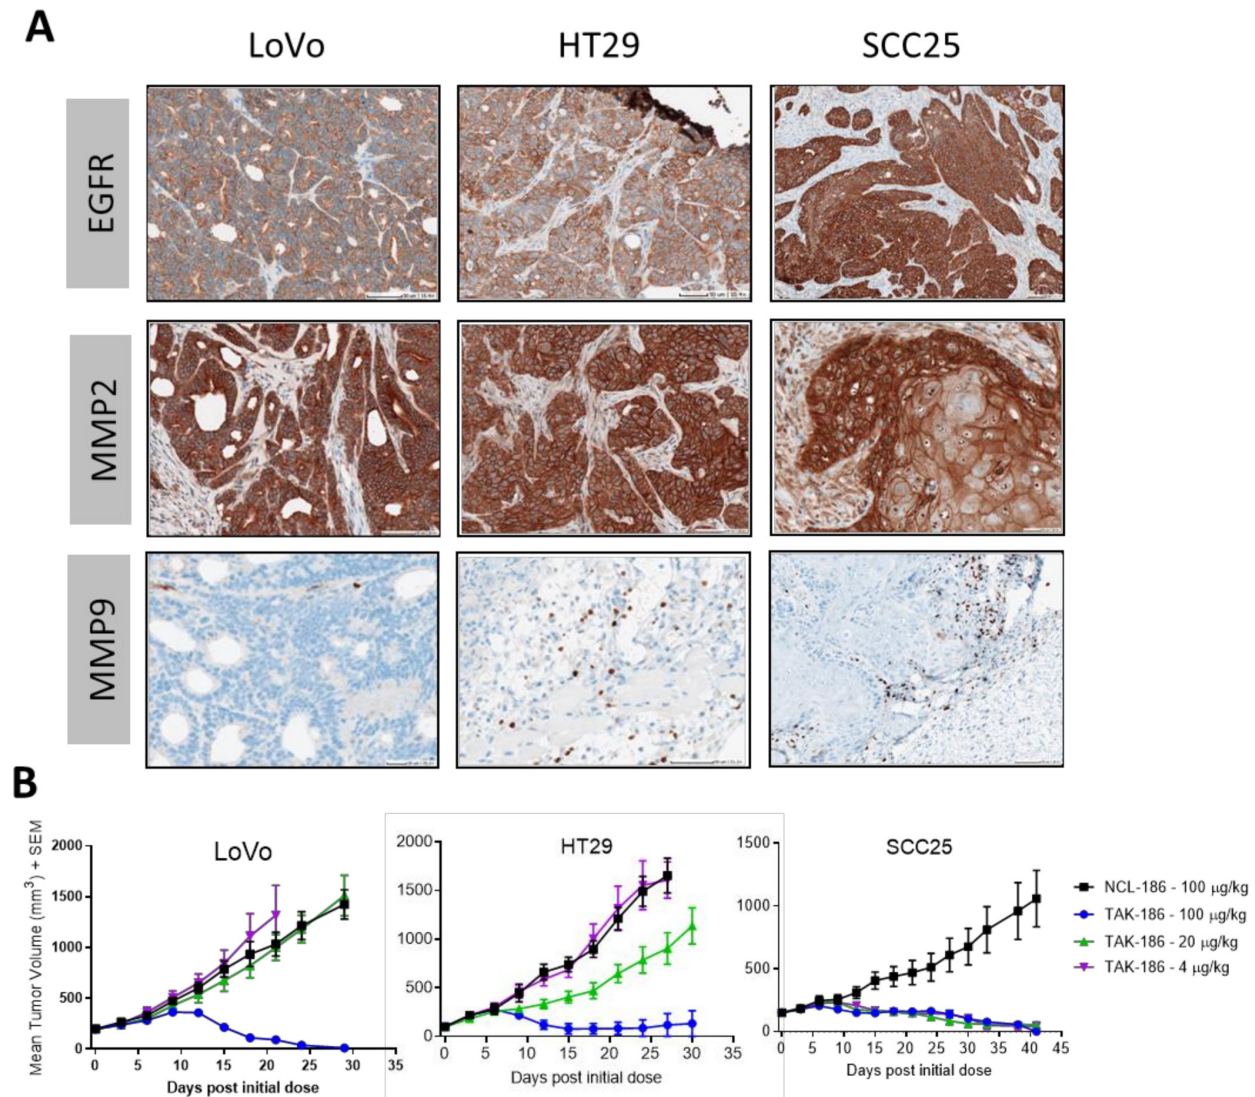 A
LoVo
HT29
SCC25
EGFR
MMP2
MMP9
B
Mean Tumor Volume (mm³) + SEM
2000
1500
1000
500
0
LoVo
0 5 10 15 20 25 30 35
Days post initial dose
2000
1500
1000
500
0
HT29
0 5 10 15 20 25 30 35
Days post initial dose
1500
1000
500
0
SCC25
0 5 10 15 20 25 30 35 40 45
Days post initial dose
NCL-186 - 100 µg/kg
TAK-186 - 100 µg/kg
TAK-186 - 20 µg/kg
TAK-186 - 4 µg/kg